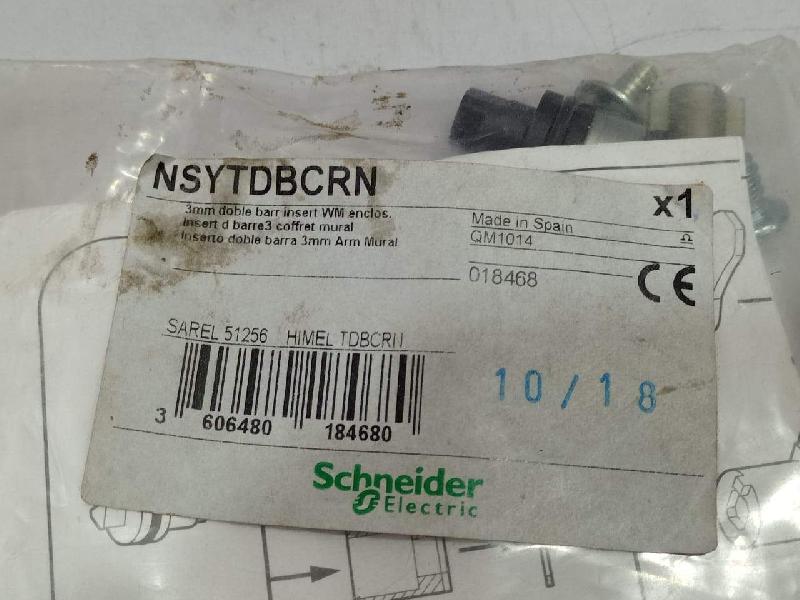 NSYTDBCRN
x1
3mm doble barr insert WM enclos.
Insert d barre3 coffret mural
Inserto doble barra 3mm Arm Mural
Made in Spain
QM1014
Ω
018468
CE
SAREL 51256 HIMEL TDBCRN
3 606480 184680
10/18
Schneider
Electric